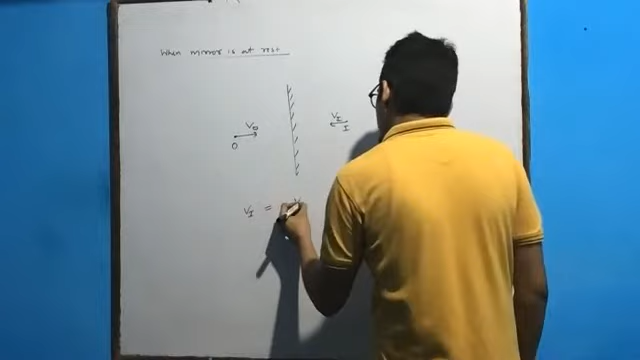 When mirror is at rest
V₀ V_I
O I
V_I = V